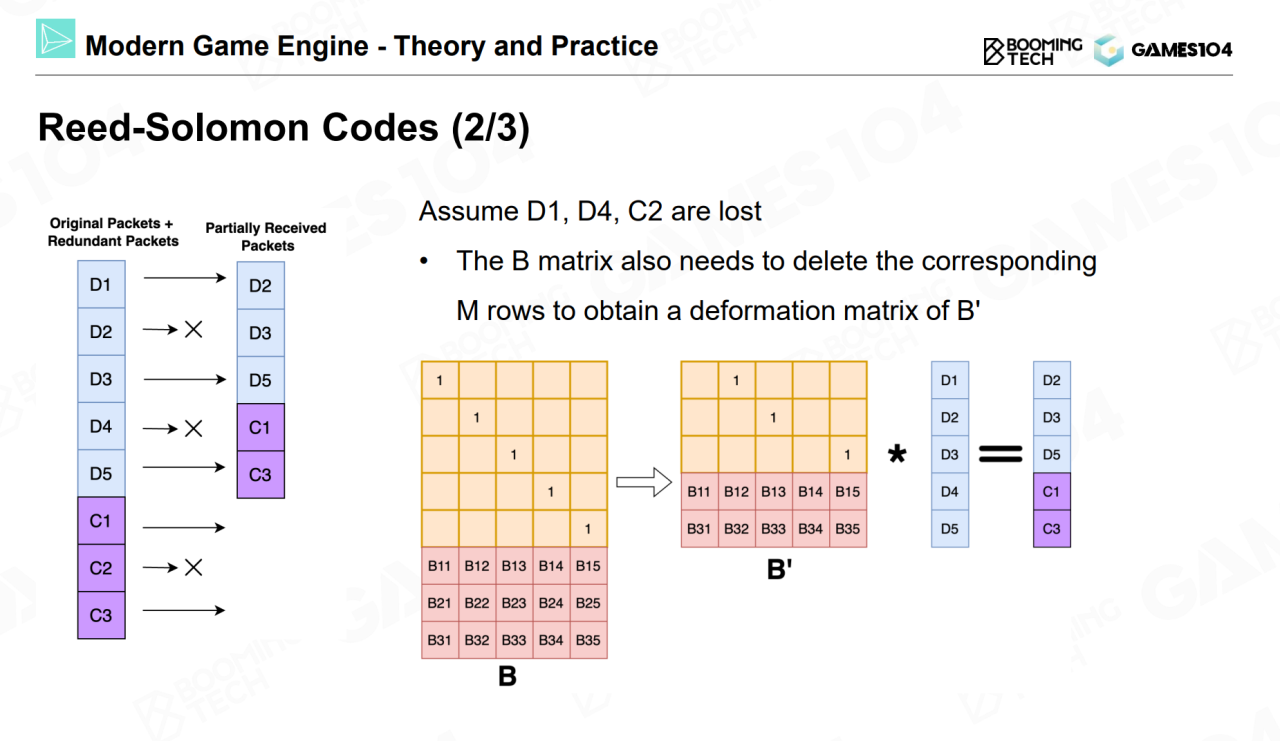 Modern Game Engine - Theory and Practice
BOOMING
TECH
GAMES104
Reed-Solomon Codes (2/3)
Original Packets +
Redundant Packets
Partially Received
Packets
D1
D2
D3
D4
D5
C1
C2
C3
D2
D3
D5
C1
C3
Assume D1, D4, C2 are lost
• The B matrix also needs to delete the corresponding
M rows to obtain a deformation matrix of B'
1
1
1
1
1
B11 B12 B13 B14 B15
B21 B22 B23 B24 B25
B31 B32 B33 B34 B35
B
1
1
1
B11 B12 B13 B14 B15
B31 B32 B33 B34 B35
B'
*
D1
D2
D3
D4
D5
=
D2
D3
D5
C1
C3